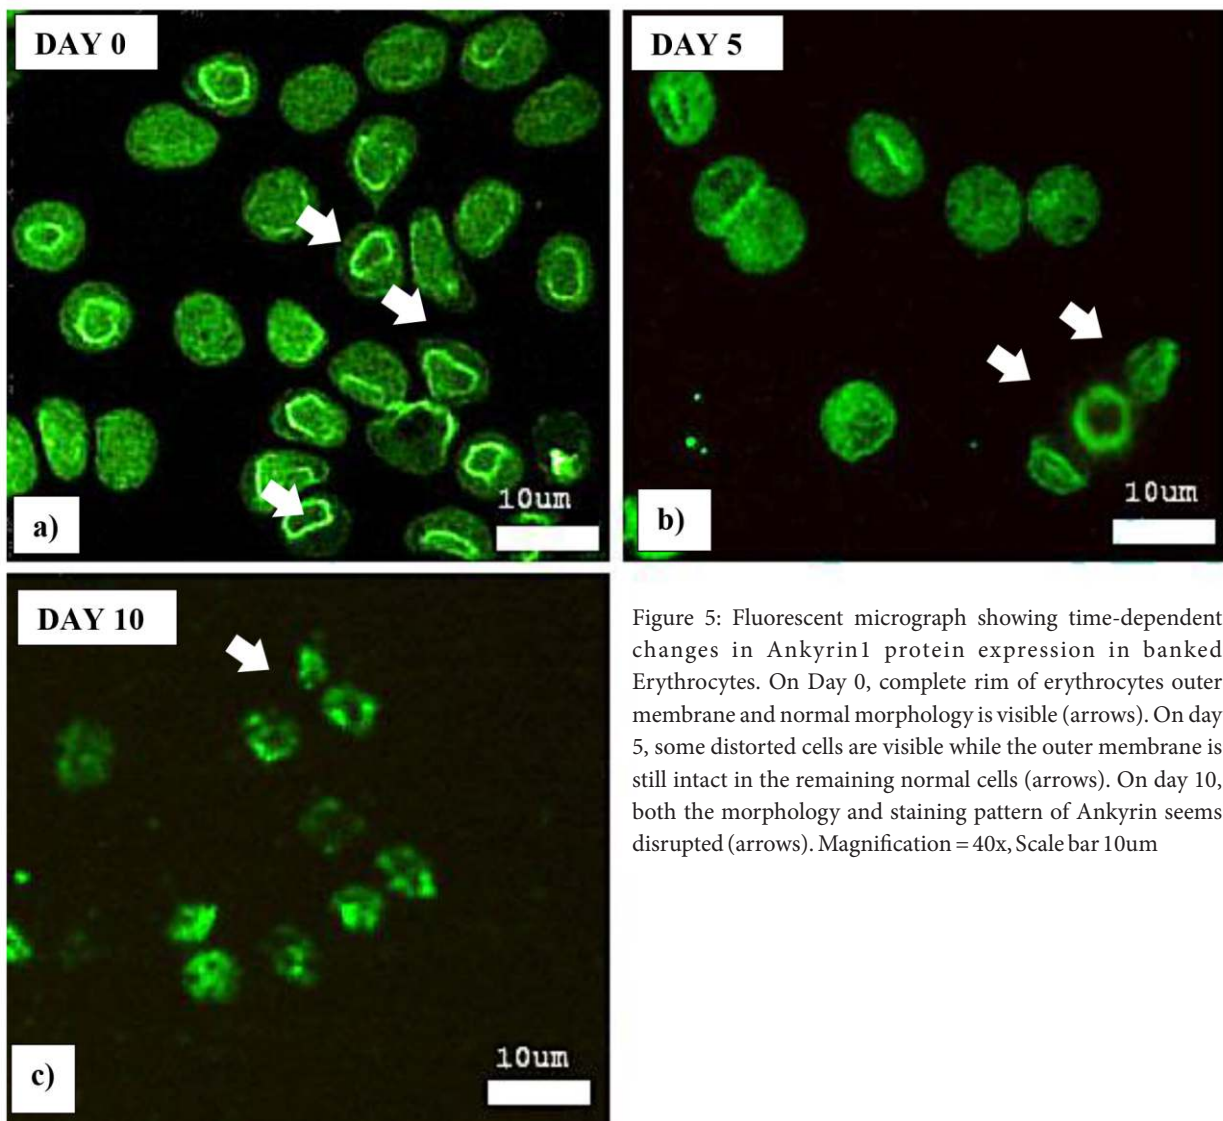 DAY 0
a)
10um
DAY 5
b)
10um
DAY 10
c)
10um
Figure 5: Fluorescent micrograph showing time-dependent
changes in Ankyrin1 protein expression in banked
Erythrocytes. On Day 0, complete rim of erythrocytes outer
membrane and normal morphology is visible (arrows). On day
5, some distorted cells are visible while the outer membrane is
still intact in the remaining normal cells (arrows). On day 10,
both the morphology and staining pattern of Ankyrin seems
disrupted (arrows). Magnification = 40x, Scale bar 10um